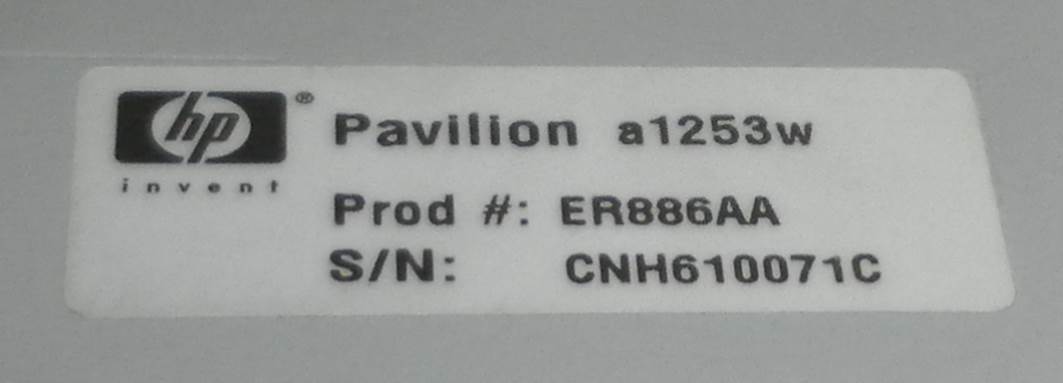 hp®
invent
Pavilion a1253w
Prod #: ER886AA
S/N: CNH610071C